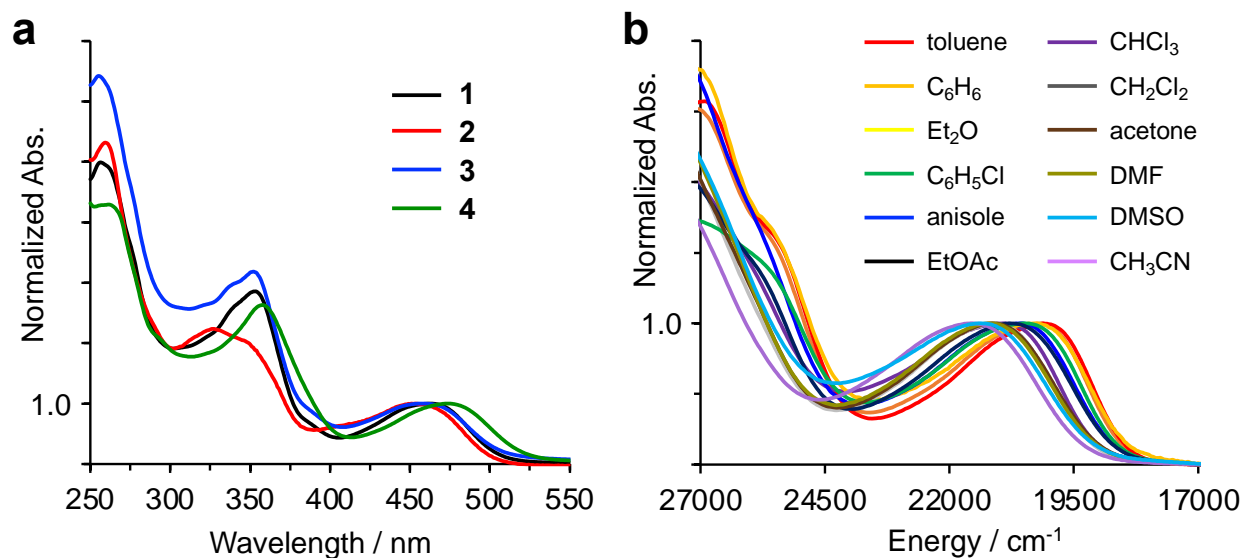 a
Normalized Abs.
1.0
1
2
3
4
250 300 350 400 450 500 550
Wavelength / nm
b
Normalized Abs.
1.0
toluene CHCl₃
C₆H₆ CH₂Cl₂
Et₂O acetone
C₆H₅Cl DMF
anisole DMSO
EtOAc CH₃CN
27000 24500 22000 19500 17000
Energy / cm⁻¹